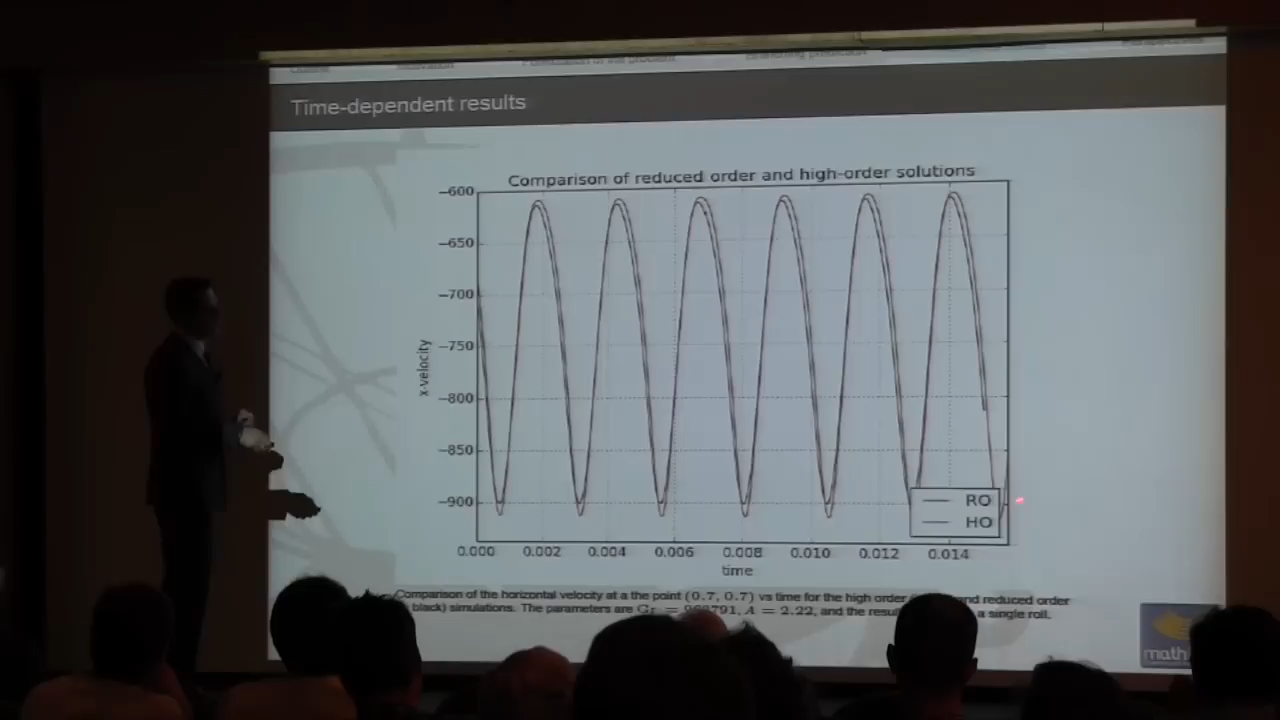 Time-dependent results
Comparison of reduced order and high-order solutions
−600
−650
−700
−750
−800
−850
−900
x-velocity
0.000 0.002 0.004 0.006 0.008 0.010 0.012 0.014
time
RO
HO
Comparison of the horizontal velocity at a the point (0.7, 0.7) vs time for the high order and reduced order
black) simulations. The parameters are A = 2.22, and the a single roll.
math